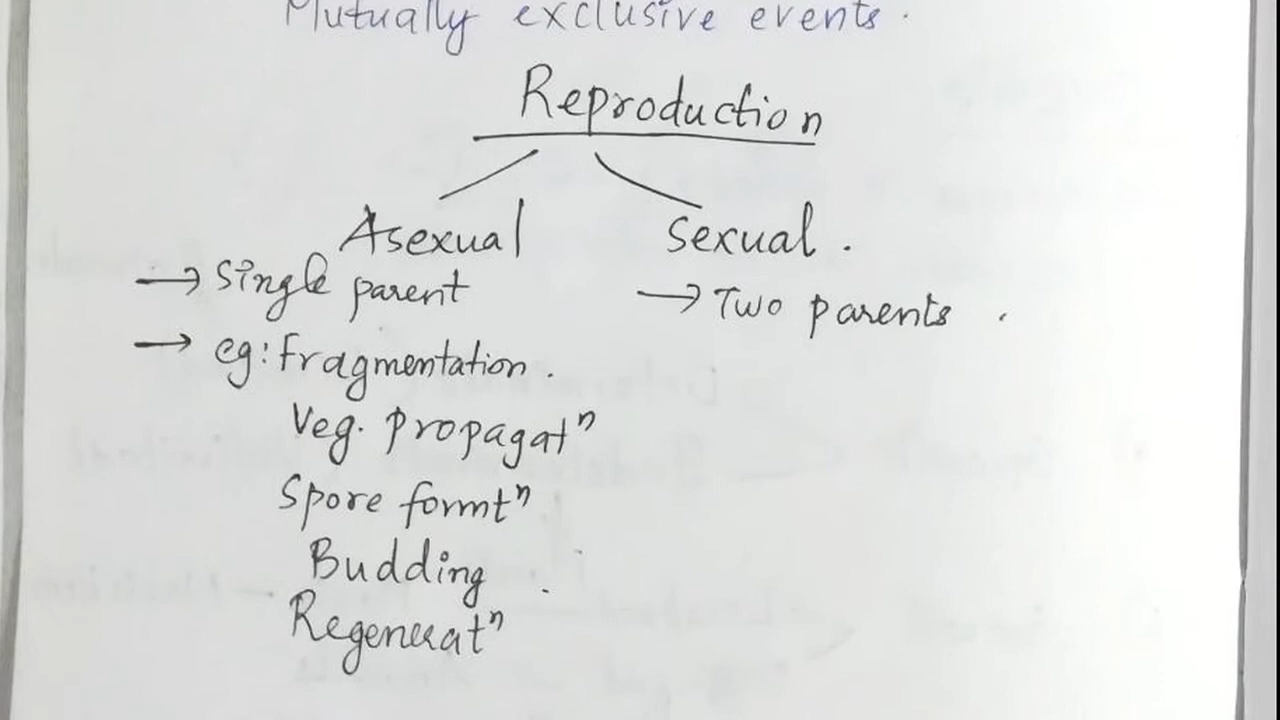 Mutually exclusive events.
Reproduction
Asexual
Sexual.
→ Single parent
→ Two parents.
→ eg: Fragmentation.
Veg. propagatⁿ
Spore formtⁿ
Budding
Regeneratⁿ